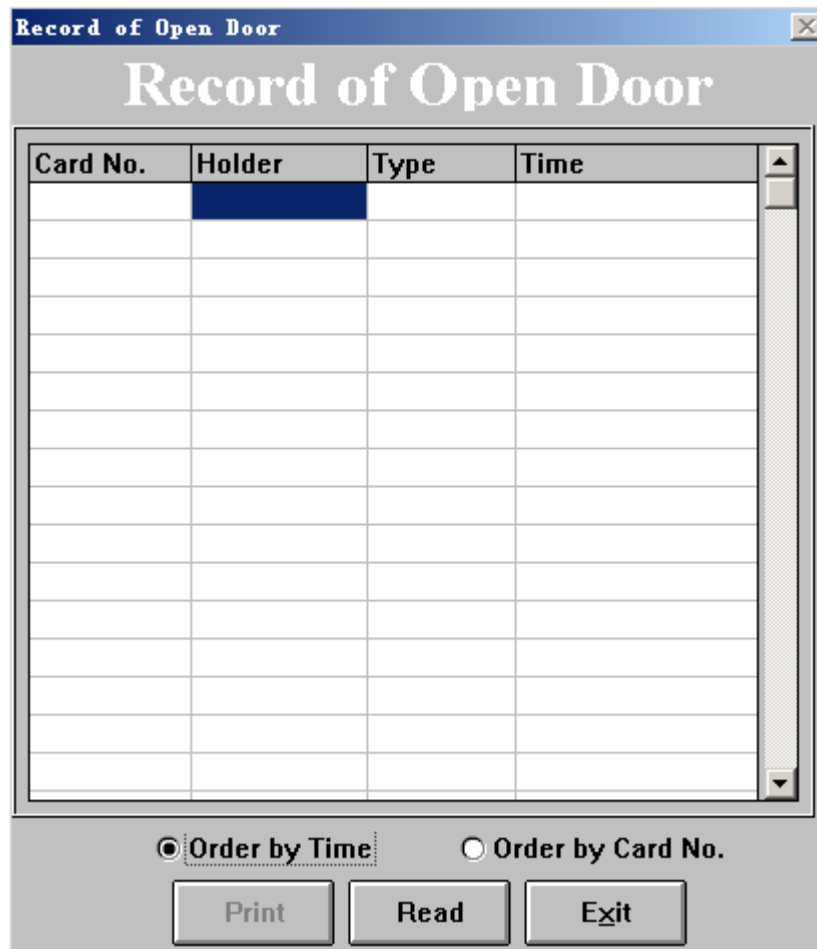 Record of Open Door
Record of Open Door
Card No. Holder Type Time
Order by Time Order by Card No.
Print Read Exit